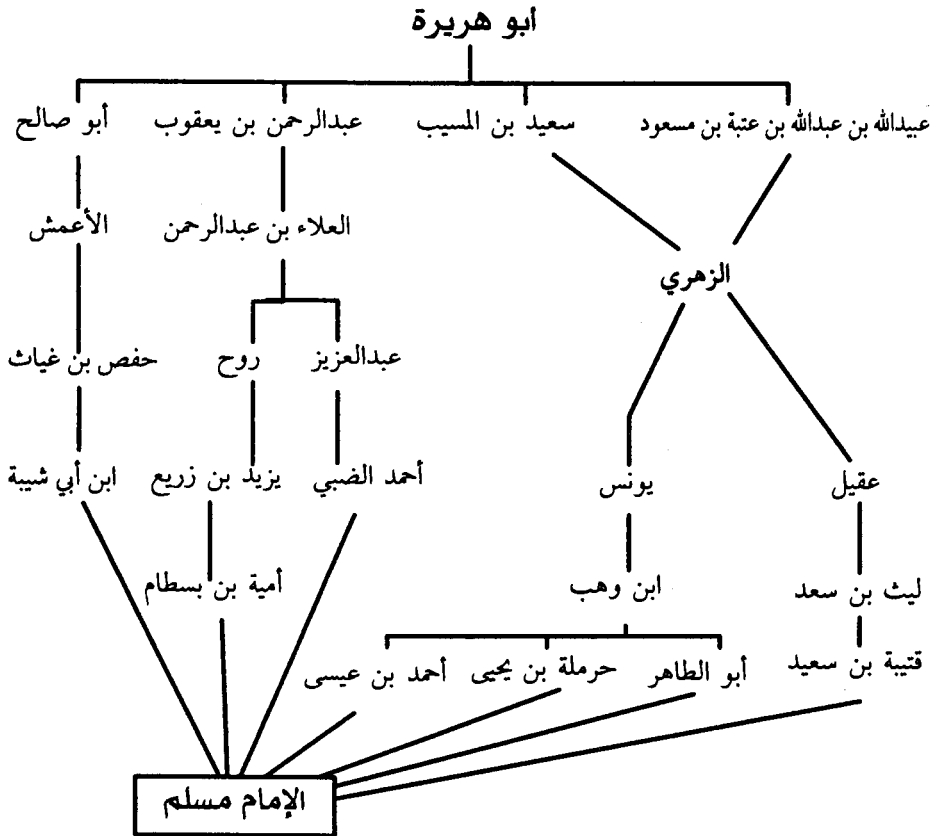 أبو هريرة
عبيدالله بن عبدالله بن عتبة بن مسعود
سعيد بن المسيب
عبدالرحمن بن يعقوب
أبو صالح
العلاء بن عبدالرحمن
الأعمش
الزهري
عبدالعزيز
روح
حفص بن غياث
عقيل
يونس
أحمد الضبي
يزيد بن زريع
ابن أبي شيبة
ليث بن سعد
ابن وهب
أمية بن بسطام
قتيبة بن سعيد
أبو الطاهر
حرملة بن يحيى
أحمد بن عيسى
الإمام مسلم